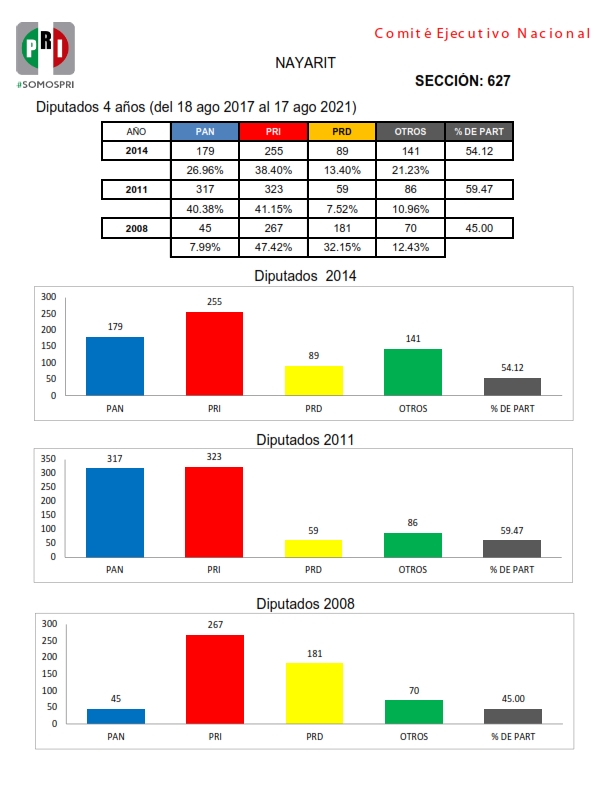 Comité Ejecutivo Nacional
PRI
#SOMOSPRI
NAYARIT
SECCIÓN: 627
Diputados 4 años (del 18 ago 2017 al 17 ago 2021)
AÑO PAN PRI PRD OTROS % DE PART
2014 179 255 89 141 54.12
26.96% 38.40% 13.40% 21.23%
2011 317 323 59 86 59.47
40.38% 41.15% 7.52% 10.96%
2008 45 267 181 70 45.00
7.99% 47.42% 32.15% 12.43%
Diputados 2014
300
250
200
150
100
50
0
179
255
89
141
54.12
PAN PRI PRD OTROS % DE PART
Diputados 2011
350
300
250
200
150
100
50
0
317
323
59
86
59.47
PAN PRI PRD OTROS % DE PART
Diputados 2008
300
250
200
150
100
50
0
45
267
181
70
45.00
PAN PRI PRD OTROS % DE PART